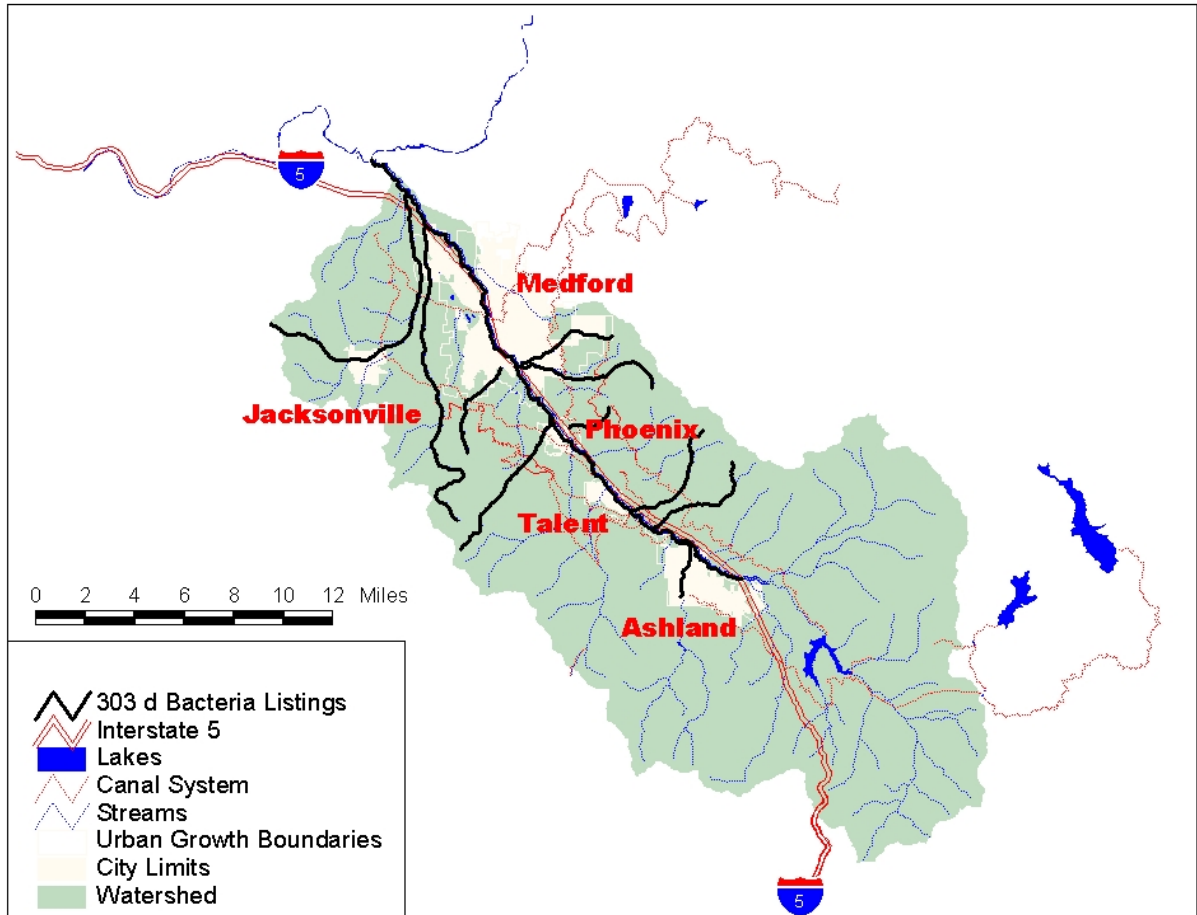 5
Medford
Jacksonville
Phoenix
Talent
Ashland
0 2 4 6 8 10 12 Miles
303 d Bacteria Listings
Interstate 5
Lakes
Canal System
Streams
Urban Growth Boundaries
City Limits
Watershed
5